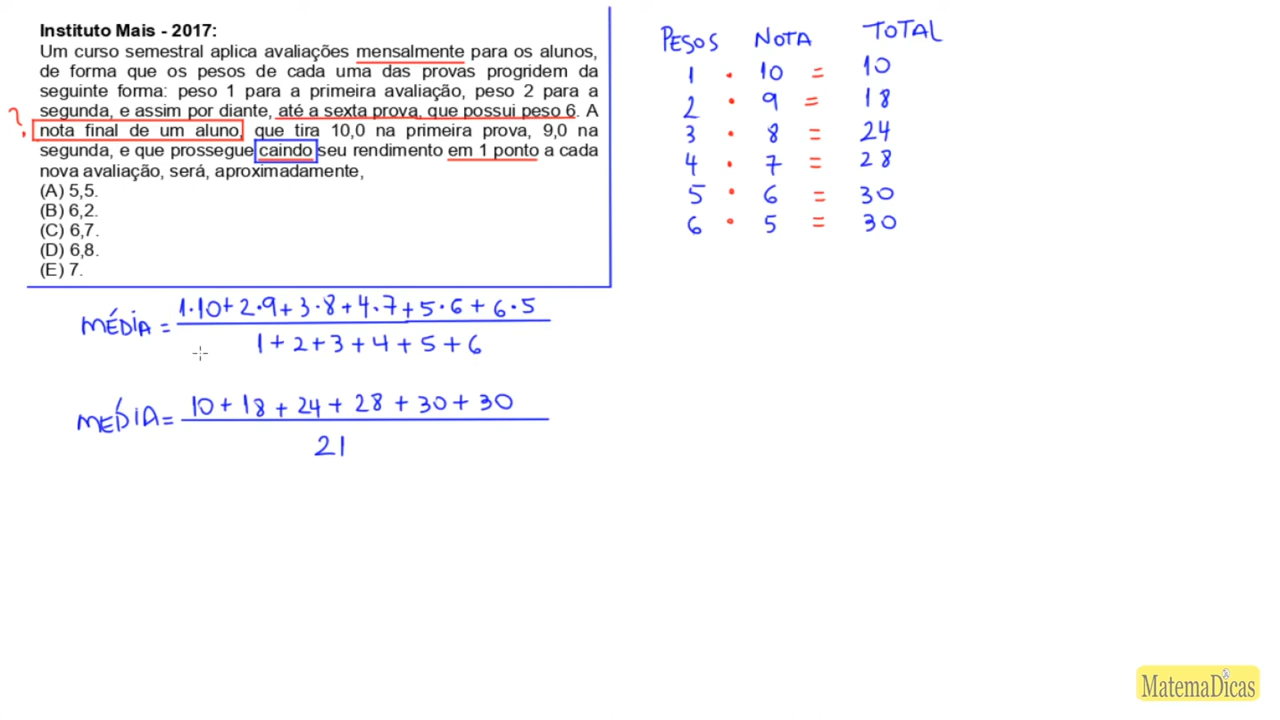 Instituto Mais - 2017:
Um curso semestral aplica avaliações mensalmente para os alunos,
de forma que os pesos de cada uma das provas progridem da
seguinte forma: peso 1 para a primeira avaliação, peso 2 para a
segunda, e assim por diante, até a sexta prova, que possui peso 6. A
? nota final de um aluno, que tira 10,0 na primeira prova, 9,0 na
segunda, e que prossegue caindo seu rendimento em 1 ponto a cada
nova avaliação, será, aproximadamente,
(A) 5,5.
(B) 6,2.
(C) 6,7.
(D) 6,8.
(E) 7.
PESOS NOTA TOTAL
1 · 10 = 10
2 · 9 = 18
3 · 8 = 24
4 · 7 = 28
5 · 6 = 30
6 · 5 = 30
MÉDIA = 1·10+2·9+3·8+4·7+5·6+6·5
1+2+3+4+5+6
MÉDIA = 10+18+24+28+30+30
21
MatemaDicas